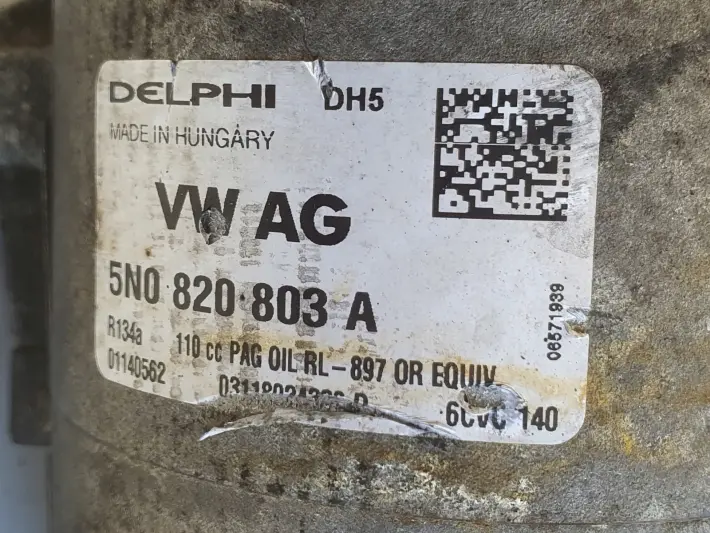 DELPHI DH5
MADE IN HUNGARY
VW AG
5N0 820 803 A
R134a 110 cc PAG OIL RL-897 OR EQUIV
01140562
6CVC 140
06571939